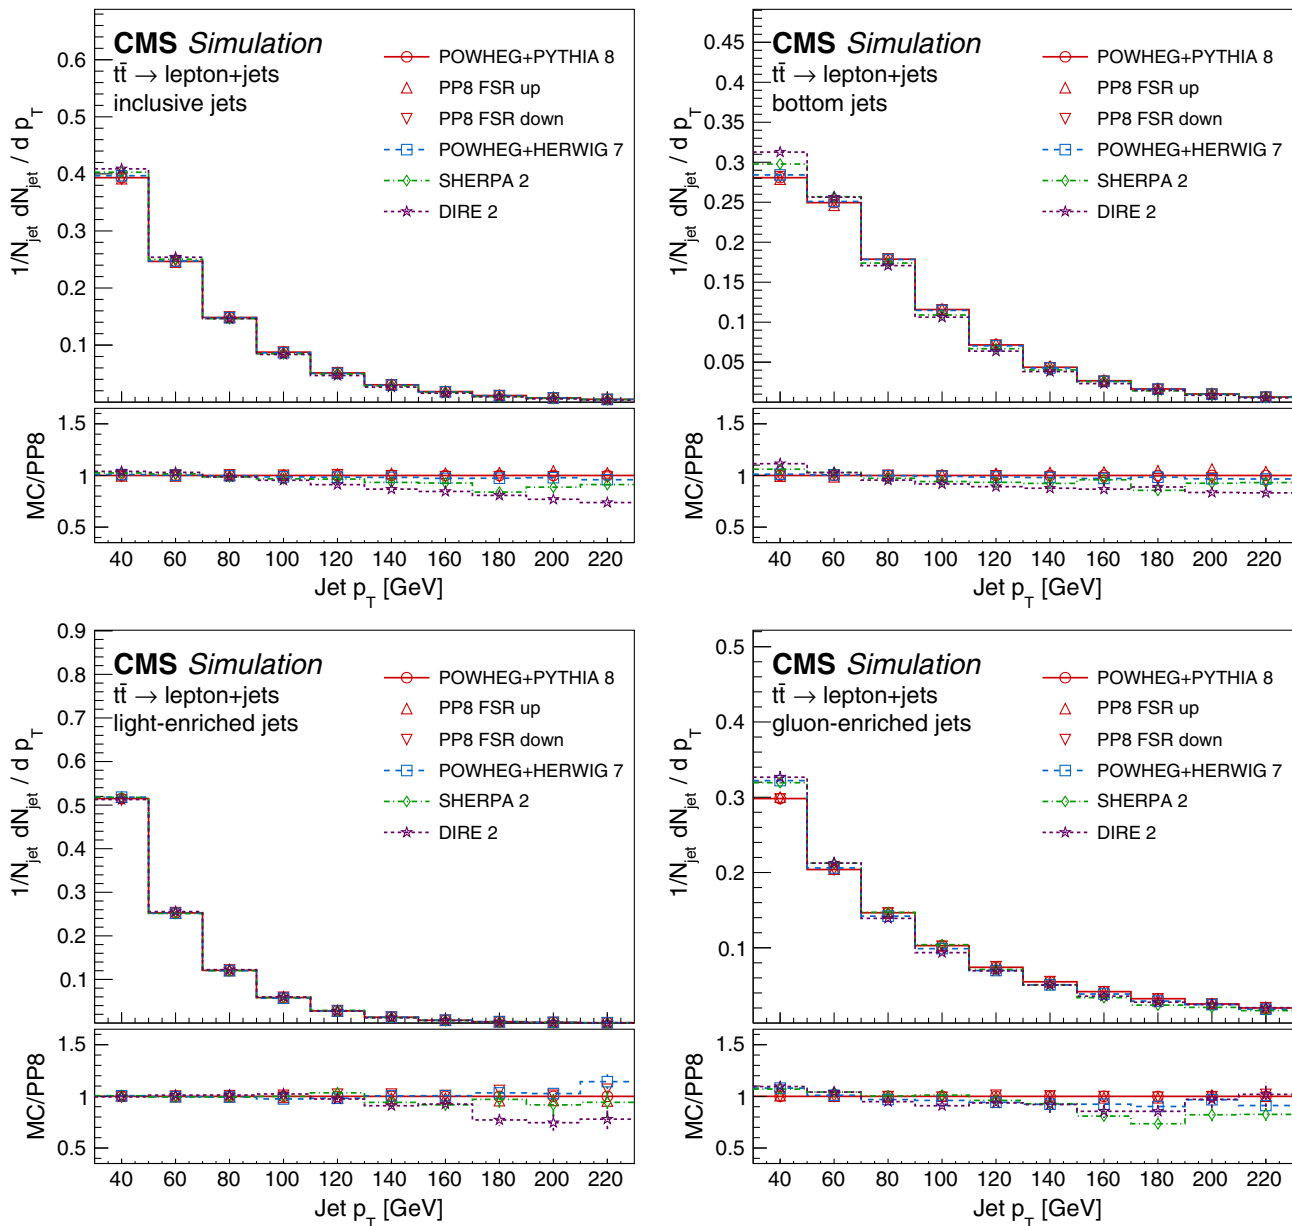 CMS Simulation
tt̄ → lepton+jets
inclusive jets
POWHEG+PYTHIA 8
PP8 FSR up
PP8 FSR down
POWHEG+HERWIG 7
SHERPA 2
DIRE 2
1/N_jet dN_jet / d p_T
0.6
0.5
0.4
0.3
0.2
0.1
MC/PP8
1.5
1
0.5
40 60 80 100 120 140 160 180 200 220
Jet p_T [GeV]
CMS Simulation
tt̄ → lepton+jets
bottom jets
POWHEG+PYTHIA 8
PP8 FSR up
PP8 FSR down
POWHEG+HERWIG 7
SHERPA 2
DIRE 2
1/N_jet dN_jet / d p_T
0.45
0.4
0.35
0.3
0.25
0.2
0.15
0.1
0.05
MC/PP8
1.5
1
0.5
40 60 80 100 120 140 160 180 200 220
Jet p_T [GeV]
CMS Simulation
tt̄ → lepton+jets
light-enriched jets
POWHEG+PYTHIA 8
PP8 FSR up
PP8 FSR down
POWHEG+HERWIG 7
SHERPA 2
DIRE 2
1/N_jet dN_jet / d p_T
0.9
0.8
0.7
0.6
0.5
0.4
0.3
0.2
0.1
MC/PP8
1.5
1
0.5
40 60 80 100 120 140 160 180 200 220
Jet p_T [GeV]
CMS Simulation
tt̄ → lepton+jets
gluon-enriched jets
POWHEG+PYTHIA 8
PP8 FSR up
PP8 FSR down
POWHEG+HERWIG 7
SHERPA 2
DIRE 2
1/N_jet dN_jet / d p_T
0.5
0.4
0.3
0.2
0.1
MC/PP8
1.5
1
0.5
40 60 80 100 120 140 160 180 200 220
Jet p_T [GeV]